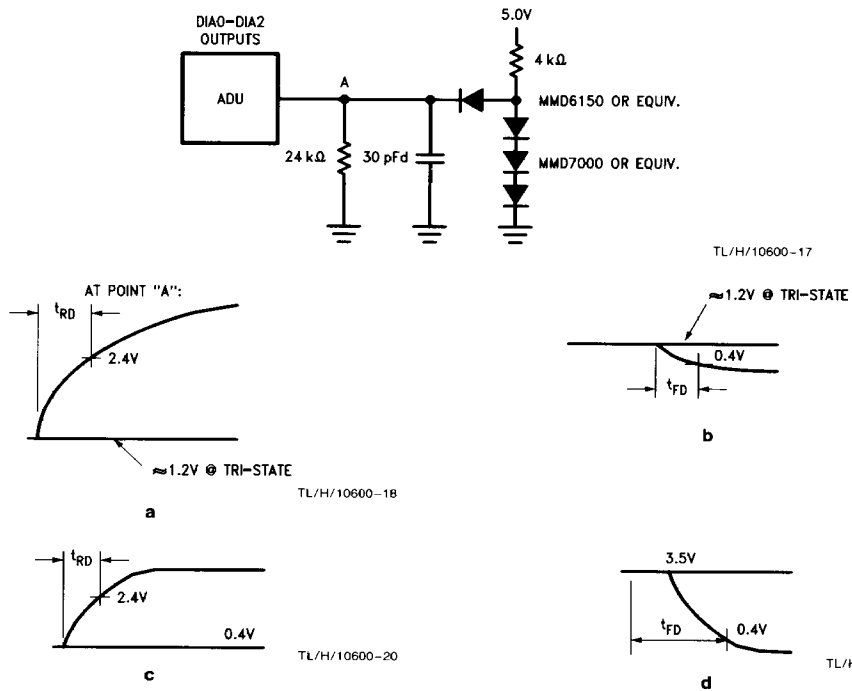 DIA0-DIA2
OUTPUTS
ADU
A
24 kΩ
30 pFd
5.0V
4 kΩ
MMD6150 OR EQUIV.
MMD7000 OR EQUIV.
TL/H/10600-17
AT POINT "A":
tRD
2.4V
≈1.2V @ TRI-STATE
TL/H/10600-18
a
≈1.2V @ TRI-STATE
0.4V
tFD
b
tRD
2.4V
0.4V
TL/H/10600-20
c
3.5V
tFD
0.4V
TL/
d